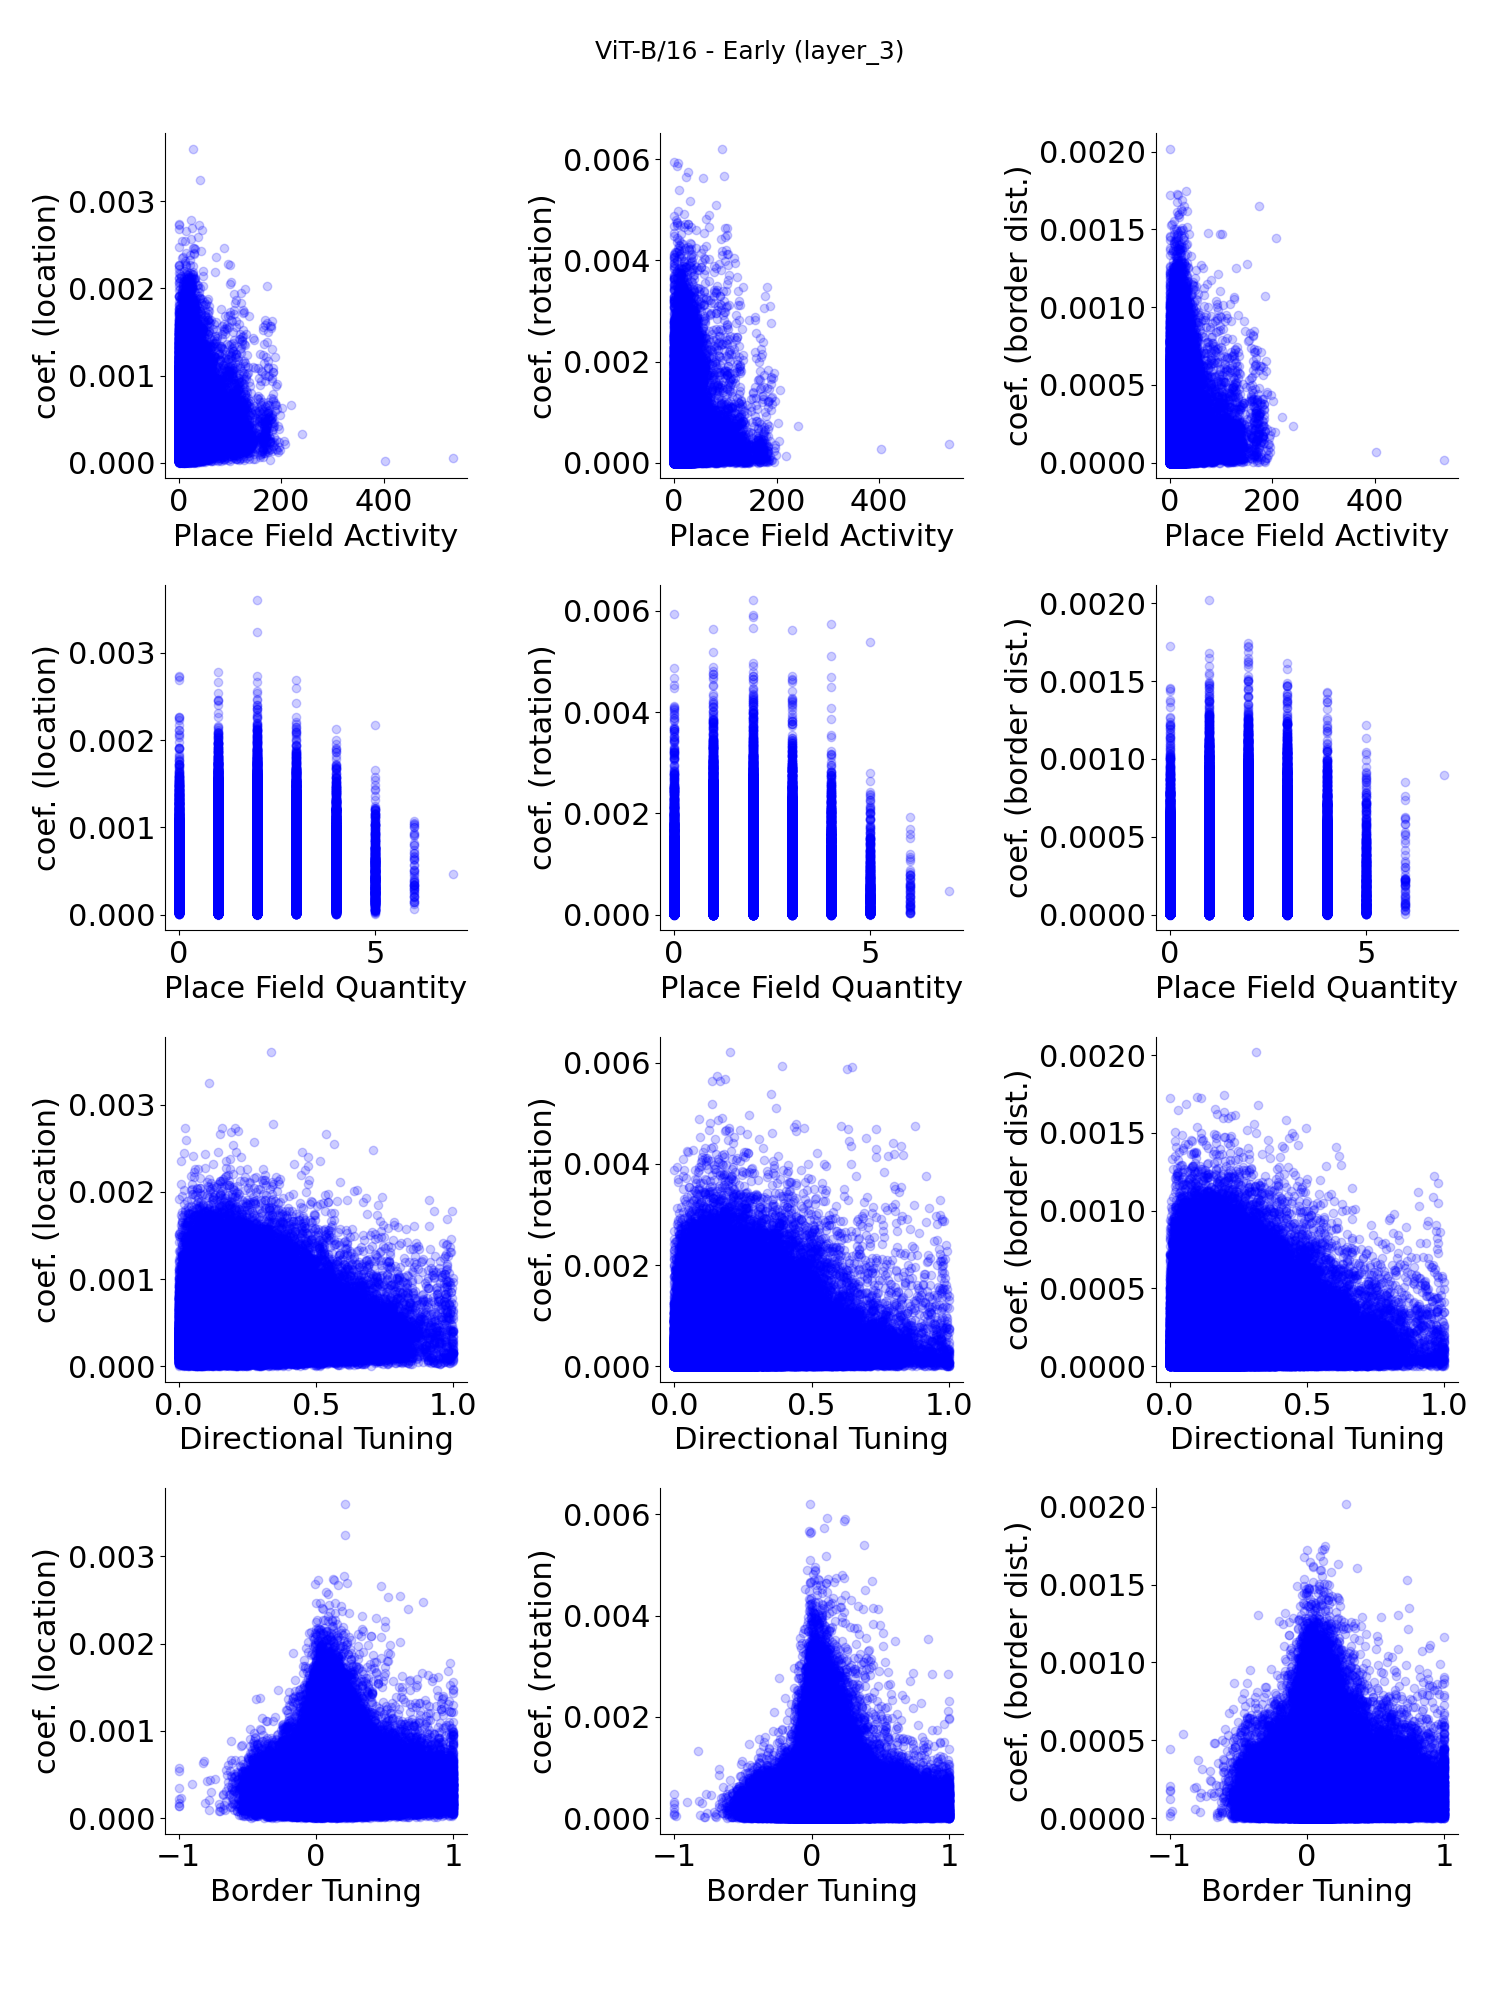 ViT-B/16 - Early (layer_3)
coef. (location)
0.003
0.002
0.001
0.000
0 200 400
Place Field Activity
coef. (rotation)
0.006
0.004
0.002
0.000
0 200 400
Place Field Activity
coef. (border dist.)
0.0020
0.0015
0.0010
0.0005
0.0000
0 200 400
Place Field Activity
coef. (location)
0.003
0.002
0.001
0.000
0 5
Place Field Quantity
coef. (rotation)
0.006
0.004
0.002
0.000
0 5
Place Field Quantity
coef. (border dist.)
0.0020
0.0015
0.0010
0.0005
0.0000
0 5
Place Field Quantity
coef. (location)
0.003
0.002
0.001
0.000
0.0 0.5 1.0
Directional Tuning
coef. (rotation)
0.006
0.004
0.002
0.000
0.0 0.5 1.0
Directional Tuning
coef. (border dist.)
0.0020
0.0015
0.0010
0.0005
0.0000
0.0 0.5 1.0
Directional Tuning
coef. (location)
0.003
0.002
0.001
0.000
−1 0 1
Border Tuning
coef. (rotation)
0.006
0.004
0.002
0.000
−1 0 1
Border Tuning
coef. (border dist.)
0.0020
0.0015
0.0010
0.0005
0.0000
−1 0 1
Border Tuning